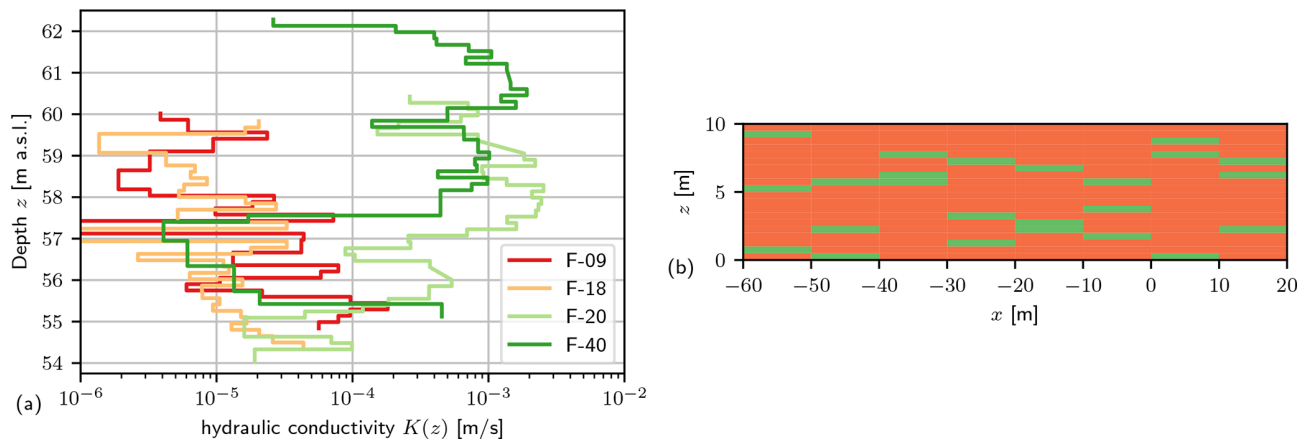 62
61
60
59
58
57
56
55
54
Depth z [m a.s.l.]
10⁻⁶
10⁻⁵
10⁻⁴
10⁻³
10⁻²
hydraulic conductivity K(z) [m/s]
(a)
F-09
F-18
F-20
F-40
10
5
0
z [m]
−60
−50
−40
−30
−20
−10
0
10
20
x [m]
(b)